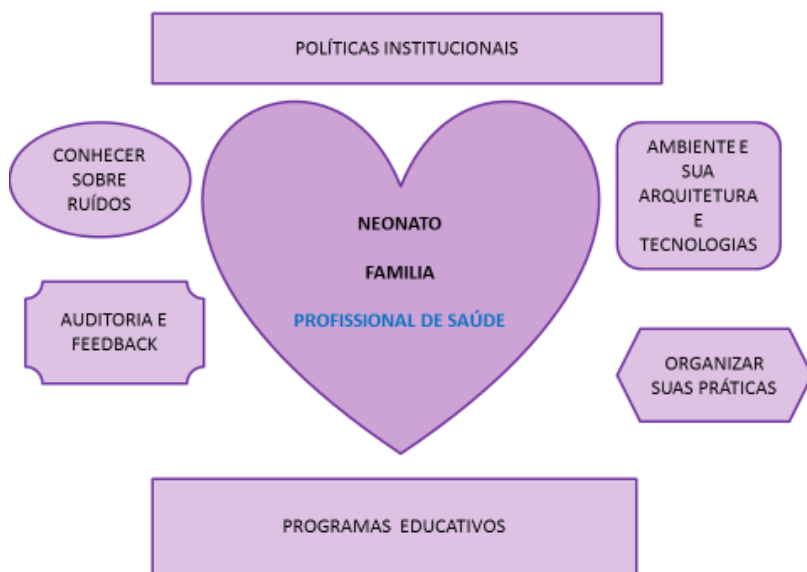 POLÍTICAS INSTITUCIONAIS
CONHECER
SOBRE
RUÍDOS
AMBIENTE E
SUA
ARQUITETURA
E
TECNOLOGIAS
NEONATO
FAMILIA
PROFISSIONAL DE SAÚDE
AUDITORIA E
FEEDBACK
ORGANIZAR
SUAS PRÁTICAS
PROGRAMAS EDUCATIVOS